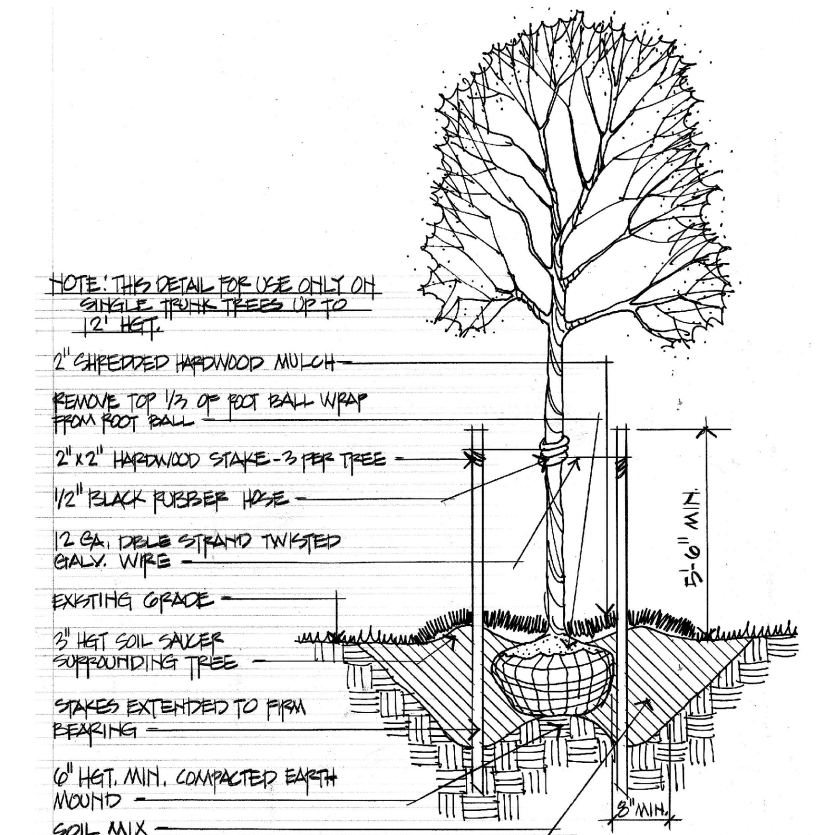 NOTE: THIS DETAIL FOR USE ONLY ON
SINGLE TRUNK TREES UP TO
12' HGT.
2" SHREDDED HARDWOOD MULCH
REMOVE TOP 1/3 OF ROOT BALL WRAP
FROM ROOT BALL
2" x 2" HARDWOOD STAKE-3 PER TREE
1/2" BLACK RUBBER HOSE
12 GA. DBLE STRAND TWISTED
GALV. WIRE
EXISTING GRADE
3" HGT SOIL SAUCER
SURROUNDING TREE
STAKES EXTENDED TO FIRM
BEARING
6" HGT. MIN. COMPACTED EARTH
MOUND
SOIL MIX
5'-6" MIN.
8" MIN.